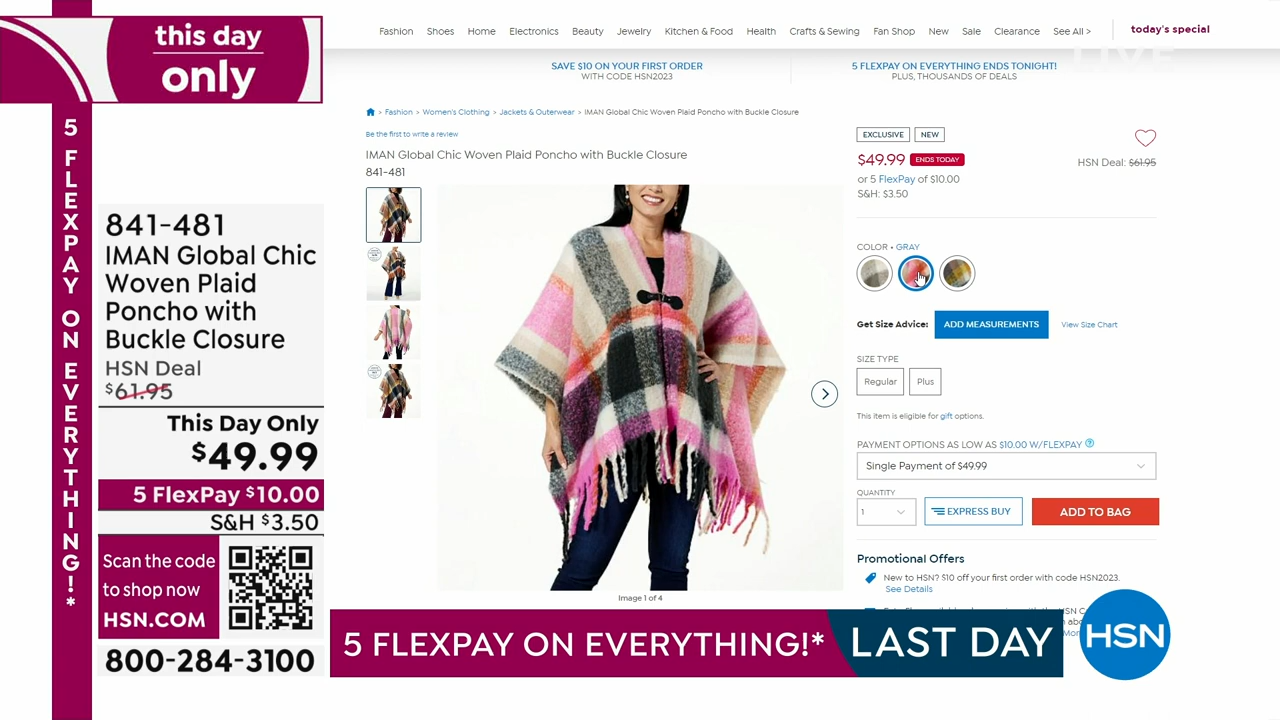 this day
only
5 FLEXPAY ON EVERYTHING!*
841-481
IMAN Global Chic
Woven Plaid
Poncho with
Buckle Closure
HSN Deal
$61.95
This Day Only
$49.99
5 FlexPay $10.00
S&H $3.50
Scan the code
to shop now
HSN.COM
800-284-3100
Fashion Shoes Home Electronics Beauty Jewelry Kitchen & Food Health Crafts & Sewing Fan Shop New Sale Clearance See All >
today's special
LIVE
SAVE $10 ON YOUR FIRST ORDER
WITH CODE HSN2023
5 FLEXPAY ON EVERYTHING ENDS TONIGHT!
PLUS, THOUSANDS OF DEALS
> Fashion > Women's Clothing > Jackets & Outerwear > IMAN Global Chic Woven Plaid Poncho with Buckle Closure
Be the first to write a review
IMAN Global Chic Woven Plaid Poncho with Buckle Closure
841-481
Image 1 of 4
EXCLUSIVE NEW
$49.99 ENDS TODAY
HSN Deal: $61.95
or 5 FlexPay of $10.00
S&H: $3.50
COLOR • GRAY
Get Size Advice: ADD MEASUREMENTS View Size Chart
SIZE TYPE
Regular Plus
This item is eligible for gift options.
PAYMENT OPTIONS AS LOW AS $10.00 W/FLEXPAY ?
Single Payment of $49.99
QUANTITY
1
EXPRESS BUY
ADD TO BAG
Promotional Offers
New to HSN? $10 off your first order with code HSN2023.
See Details
5 FLEXPAY ON EVERYTHING!* LAST DAY
HSN